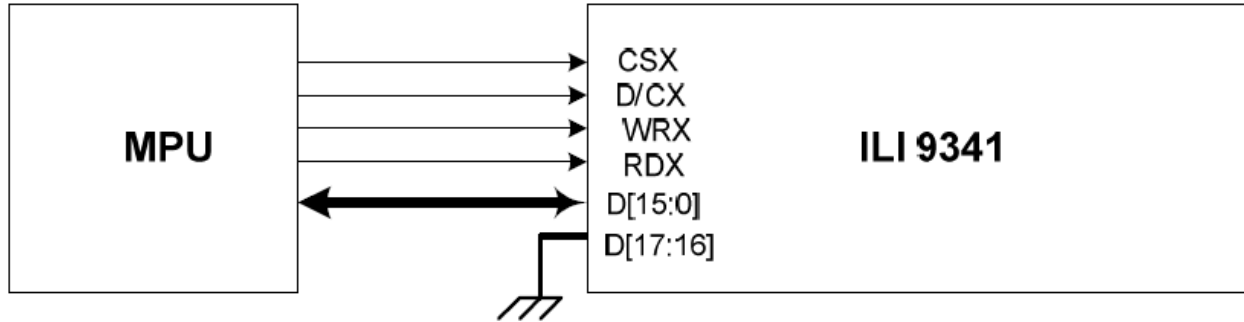 MPU
CSX
D/CX
WRX
RDX
D[15:0]
D[17:16]
ILI 9341